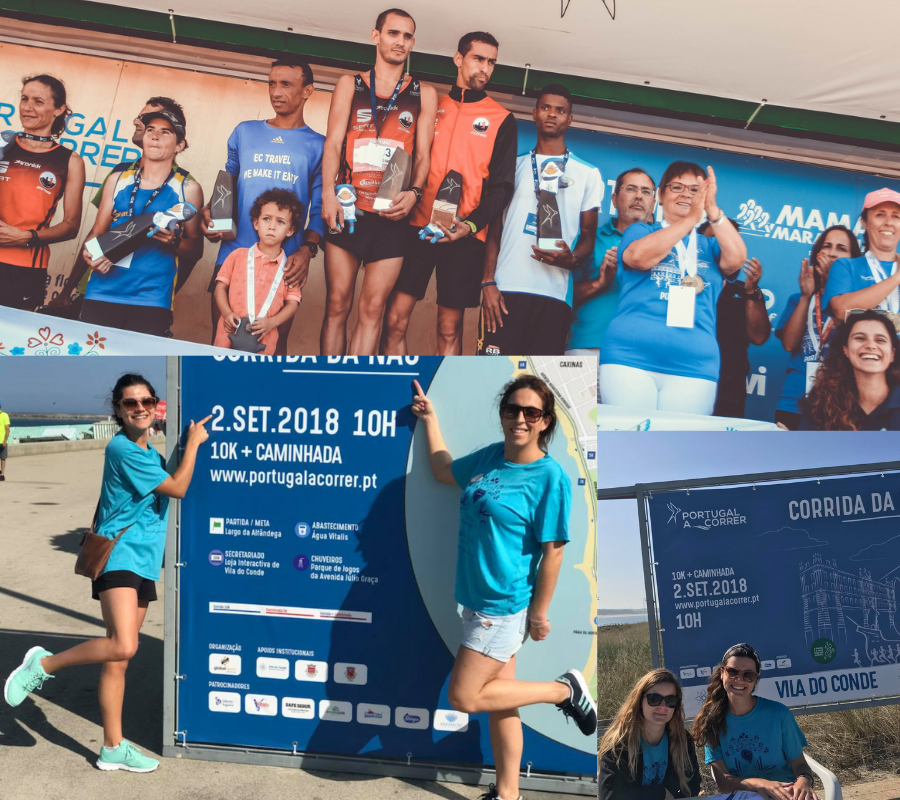 EC TRAVEL
WE MAKE IT EASY
3
MAMA
CORRIDA DA NAU
CAXINAS
2.SET.2018 10H
10K + CAMINHADA
www.portugalacorrer.pt
PARTIDA / META
Largo da Alfândega
ABASTECIMENTO
Água Vitalis
SECRETARIADO
Loja Interactiva de
Vila do Conde
CHUVEIROS
Parque de Jogos
da Avenida Júlio Graça
ORGANIZAÇÃO
APOIOS INSTITUCIONAIS
global
PATROCINADORES
PORTUGAL
A CORRER
CORRIDA DA
10K + CAMINHADA
2.SET.2018
www.portugalacorrer.pt
10H
VILA DO CONDE